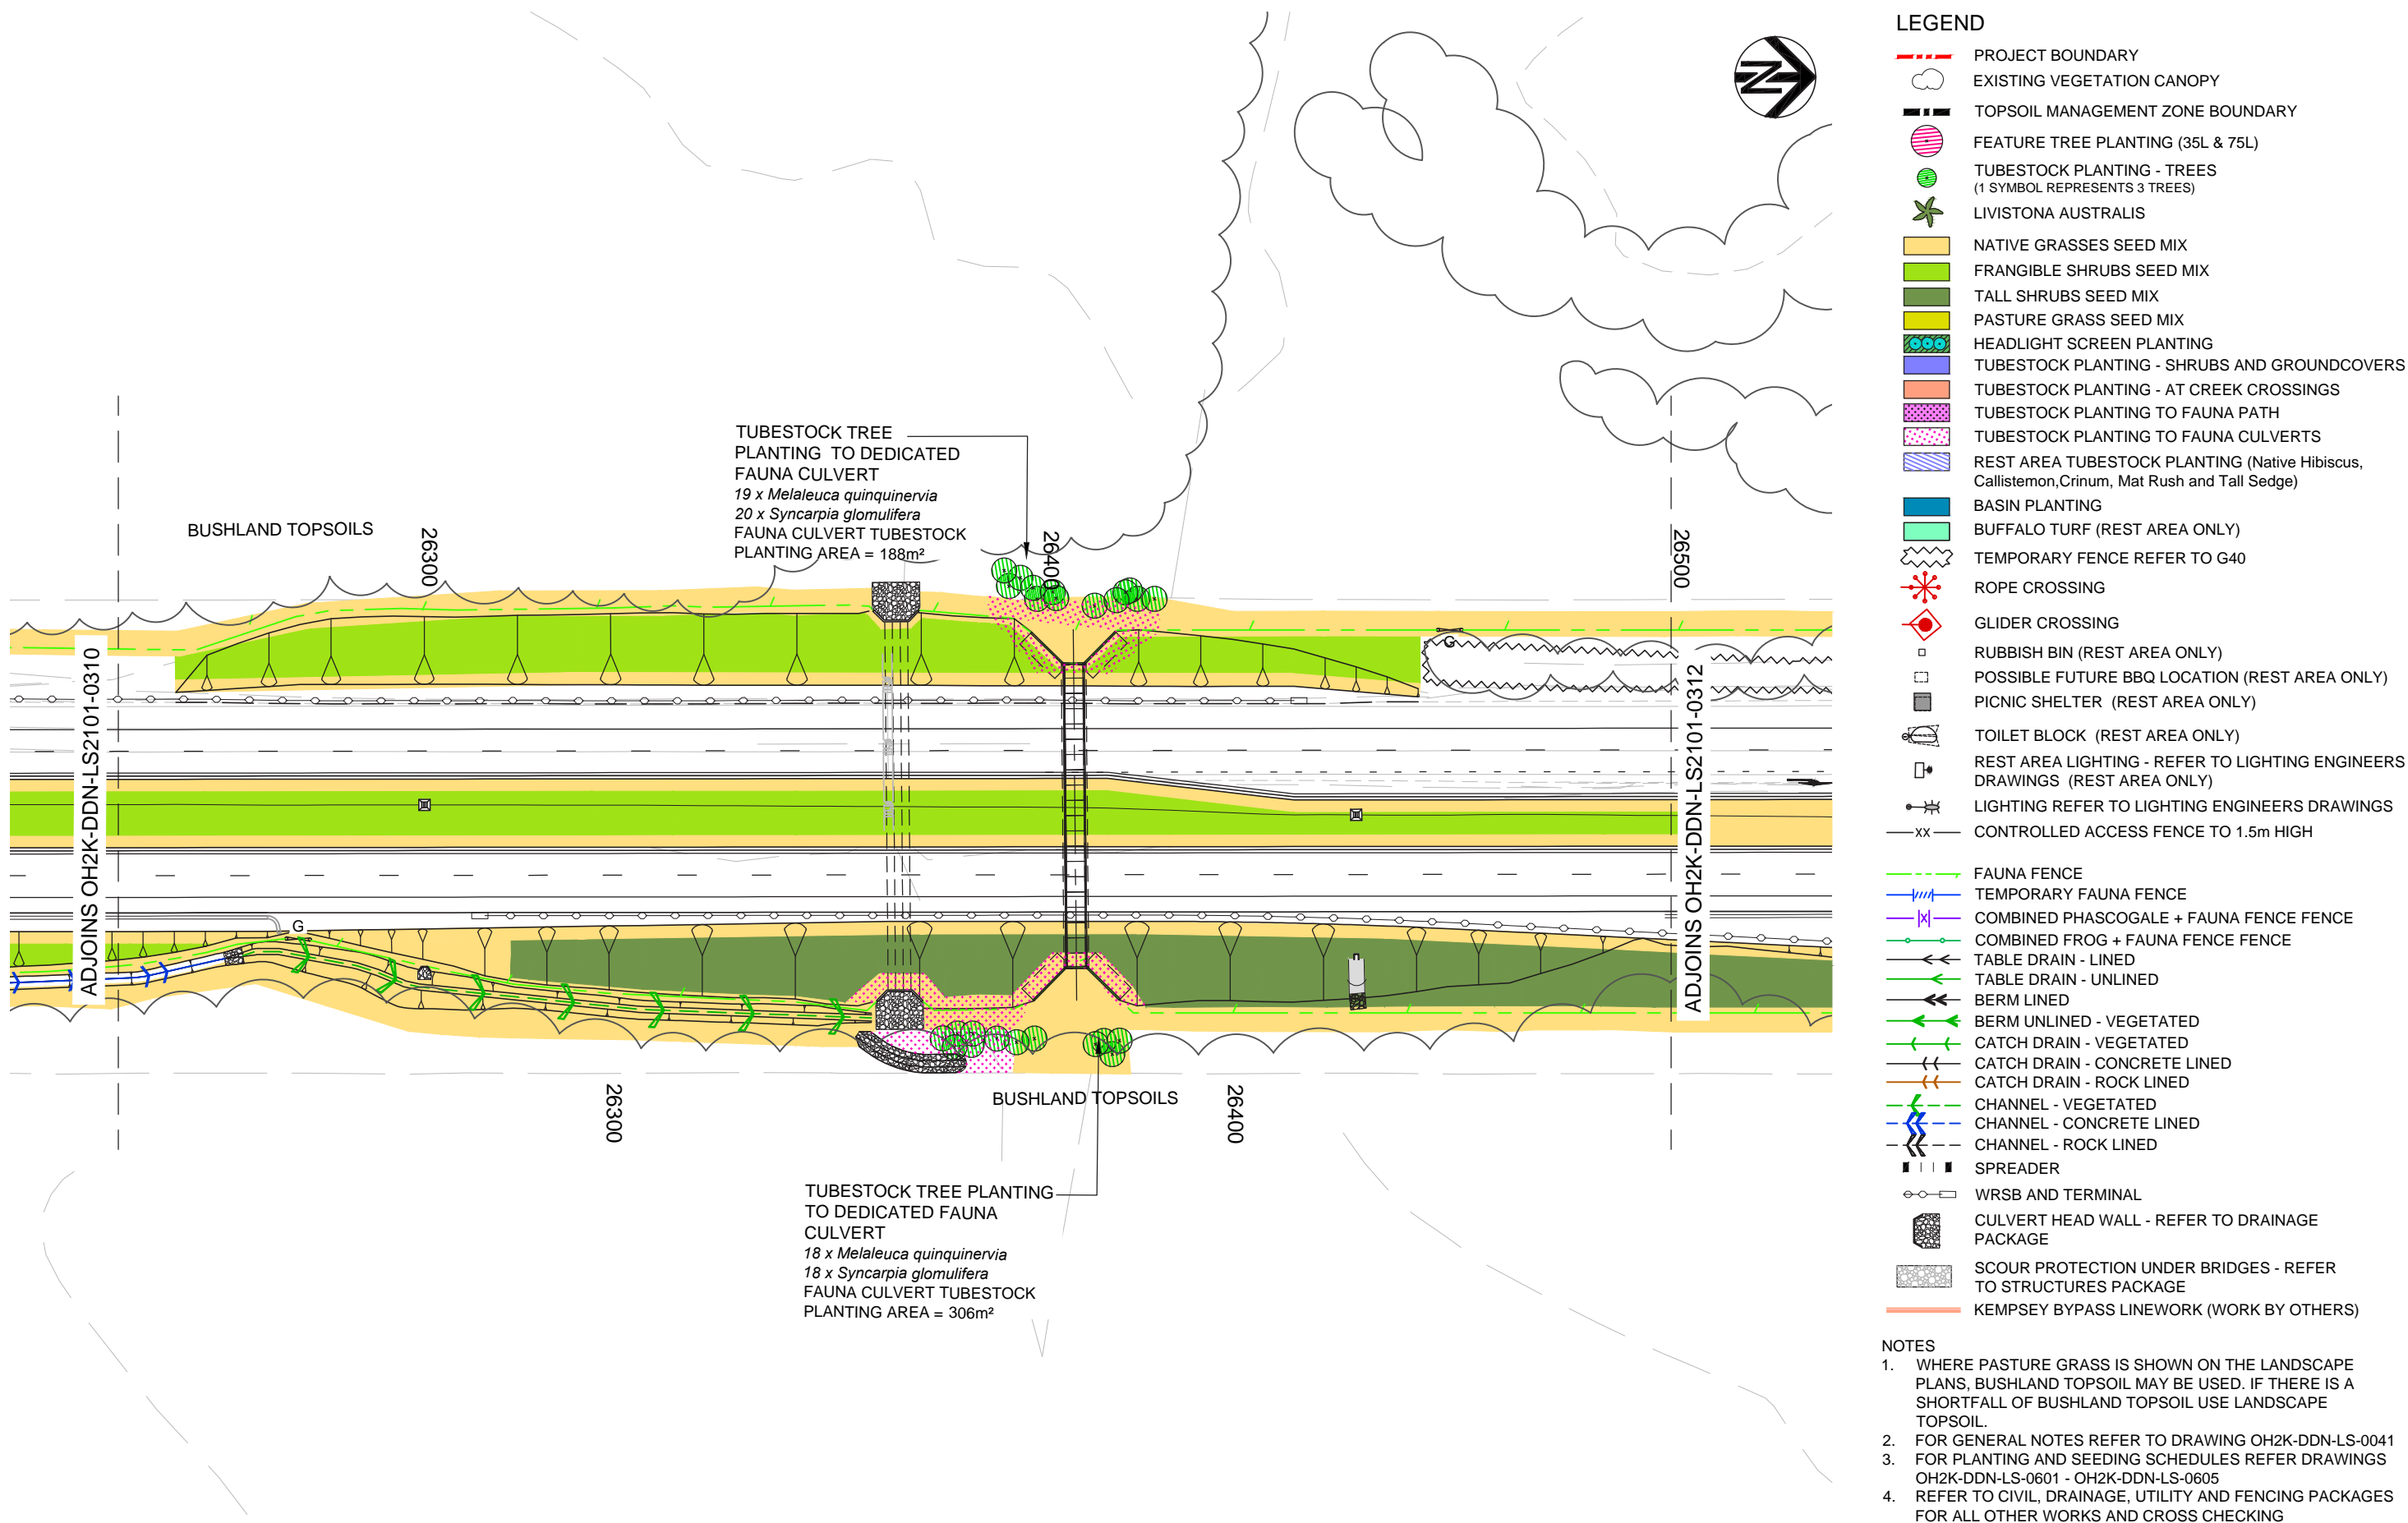 N
TUBESTOCK TREE
PLANTING TO DEDICATED
FAUNA CULVERT
19 x Melaleuca quinquinervia
20 x Syncarpia glomulifera
FAUNA CULVERT TUBESTOCK
PLANTING AREA = 188m²
BUSHLAND TOPSOILS
26300
26400
26500
G
ADJOINS OH2K-DDN-LS2101-0310
ADJOINS OH2K-DDN-LS2101-0312
G
26300
BUSHLAND TOPSOILS
26400
TUBESTOCK TREE PLANTING
TO DEDICATED FAUNA
CULVERT
18 x Melaleuca quinquinervia
18 x Syncarpia glomulifera
FAUNA CULVERT TUBESTOCK
PLANTING AREA = 306m²
LEGEND
PROJECT BOUNDARY
EXISTING VEGETATION CANOPY
TOPSOIL MANAGEMENT ZONE BOUNDARY
FEATURE TREE PLANTING (35L & 75L)
TUBESTOCK PLANTING - TREES
(1 SYMBOL REPRESENTS 3 TREES)
LIVISTONA AUSTRALIS
NATIVE GRASSES SEED MIX
FRANGIBLE SHRUBS SEED MIX
TALL SHRUBS SEED MIX
PASTURE GRASS SEED MIX
HEADLIGHT SCREEN PLANTING
TUBESTOCK PLANTING - SHRUBS AND GROUNDCOVERS
TUBESTOCK PLANTING - AT CREEK CROSSINGS
TUBESTOCK PLANTING TO FAUNA PATH
TUBESTOCK PLANTING TO FAUNA CULVERTS
REST AREA TUBESTOCK PLANTING (Native Hibiscus,
Callistemon,Crinum, Mat Rush and Tall Sedge)
BASIN PLANTING
BUFFALO TURF (REST AREA ONLY)
TEMPORARY FENCE REFER TO G40
ROPE CROSSING
GLIDER CROSSING
RUBBISH BIN (REST AREA ONLY)
POSSIBLE FUTURE BBQ LOCATION (REST AREA ONLY)
PICNIC SHELTER (REST AREA ONLY)
TOILET BLOCK (REST AREA ONLY)
REST AREA LIGHTING - REFER TO LIGHTING ENGINEERS
DRAWINGS (REST AREA ONLY)
LIGHTING REFER TO LIGHTING ENGINEERS DRAWINGS
XX CONTROLLED ACCESS FENCE TO 1.5m HIGH
FAUNA FENCE
TEMPORARY FAUNA FENCE
COMBINED PHASCOGALE + FAUNA FENCE FENCE
COMBINED FROG + FAUNA FENCE FENCE
TABLE DRAIN - LINED
TABLE DRAIN - UNLINED
BERM LINED
BERM UNLINED - VEGETATED
CATCH DRAIN - VEGETATED
CATCH DRAIN - CONCRETE LINED
CATCH DRAIN - ROCK LINED
CHANNEL - VEGETATED
CHANNEL - CONCRETE LINED
CHANNEL - ROCK LINED
SPREADER
WRSB AND TERMINAL
CULVERT HEAD WALL - REFER TO DRAINAGE
PACKAGE
SCOUR PROTECTION UNDER BRIDGES - REFER
TO STRUCTURES PACKAGE
KEMPSEY BYPASS LINEWORK (WORK BY OTHERS)
NOTES
1. WHERE PASTURE GRASS IS SHOWN ON THE LANDSCAPE
PLANS, BUSHLAND TOPSOIL MAY BE USED. IF THERE IS A
SHORTFALL OF BUSHLAND TOPSOIL USE LANDSCAPE
TOPSOIL.
2. FOR GENERAL NOTES REFER TO DRAWING OH2K-DDN-LS-0041
3. FOR PLANTING AND SEEDING SCHEDULES REFER DRAWINGS
OH2K-DDN-LS-0601 - OH2K-DDN-LS-0605
4. REFER TO CIVIL, DRAINAGE, UTILITY AND FENCING PACKAGES
FOR ALL OTHER WORKS AND CROSS CHECKING